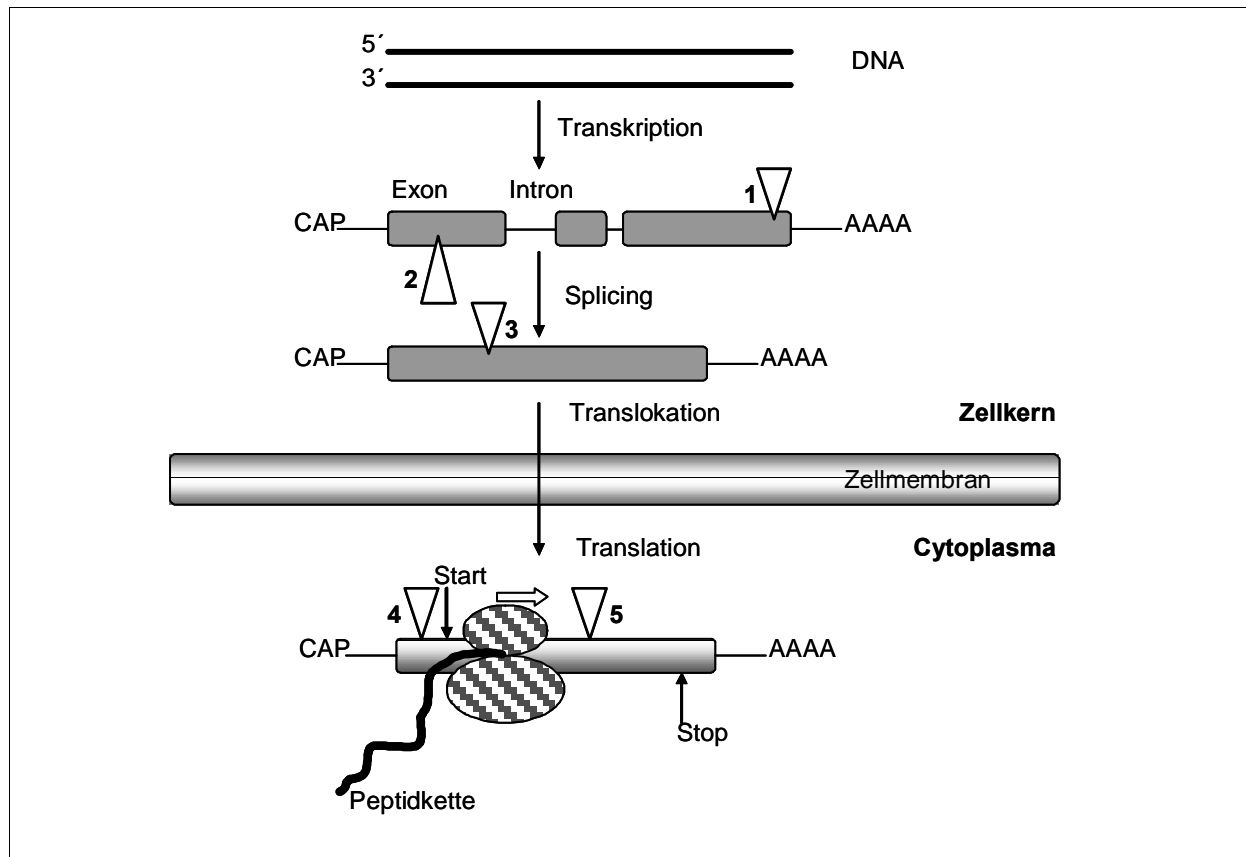 5´
3´
DNA
Transkription
Exon
Intron
1
CAP
AAAA
2
Splicing
3
CAP
AAAA
Translokation
Zellkern
Zellmembran
Translation
Cytoplasma
Start
4
5
CAP
AAAA
Stop
Peptidkette